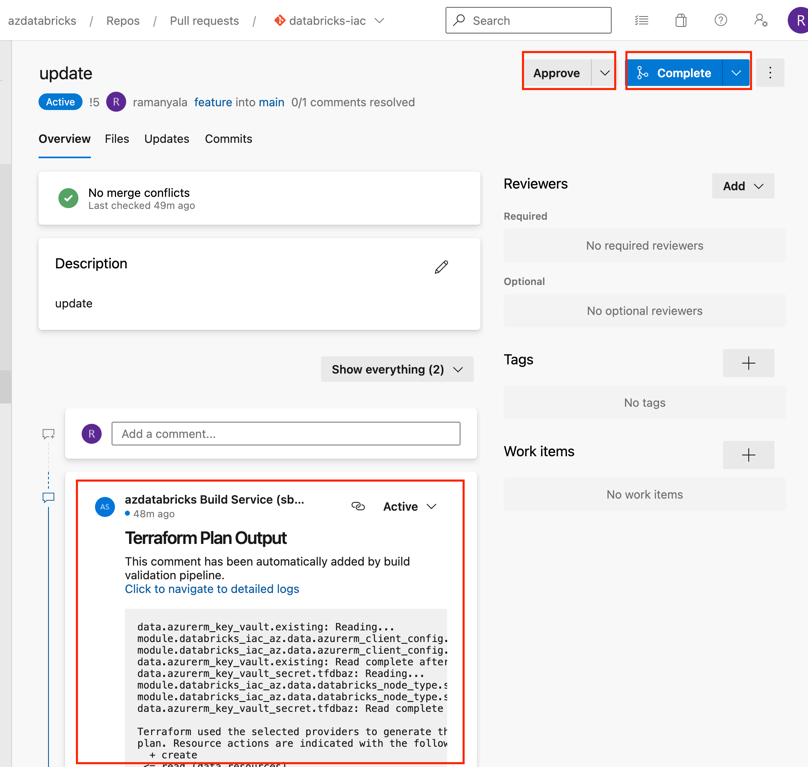 azdatabricks / Repos / Pull requests / databricks-iac Search R
update
Approve Complete
Active !5 R ramanyala feature into main 0/1 comments resolved
Overview Files Updates Commits
No merge conflicts
Last checked 49m ago
Description
update
Show everything (2)
R Add a comment...
AS azdatabricks Build Service (sb... Active
48m ago
Terraform Plan Output
This comment has been automatically added by build
validation pipeline.
Click to navigate to detailed logs
data.azurerm_key_vault.existing: Reading...
module.databricks_iac_az.data.azurerm_client_config.
module.databricks_iac_az.data.azurerm_client_config.
data.azurerm_key_vault.existing: Read complete after
data.azurerm_key_vault_secret.tfdbaz: Reading...
module.databricks_iac_az.data.databricks_node_type.s
module.databricks_iac_az.data.databricks_node_type.s
data.azurerm_key_vault_secret.tfdbaz: Read complete
Terraform used the selected providers to generate th
plan. Resource actions are indicated with the follow
+ create
<= read (data resources)
Reviewers Add
Required
No required reviewers
Optional
No optional reviewers
Tags
No tags
Work items
No work items